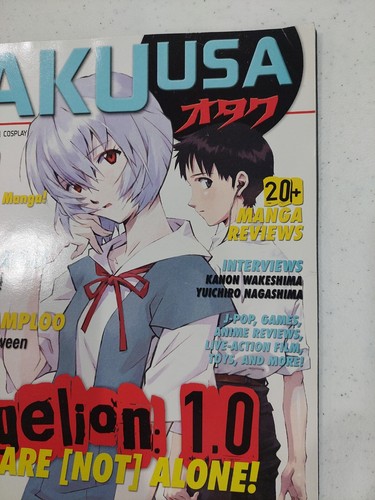 AKUUSA
オタク
COSPLAY
Manga!
20+
MANGA
REVIEWS
INTERVIEWS
KANON WAKESHIMA
YUICHIRO NAGASHIMA
AMPLOO
ween
J-POP, GAMES,
ANIME REVIEWS,
LIVE-ACTION FILM,
TOYS, AND MORE!
gelion: 1.0
ARE [NOT] ALONE!